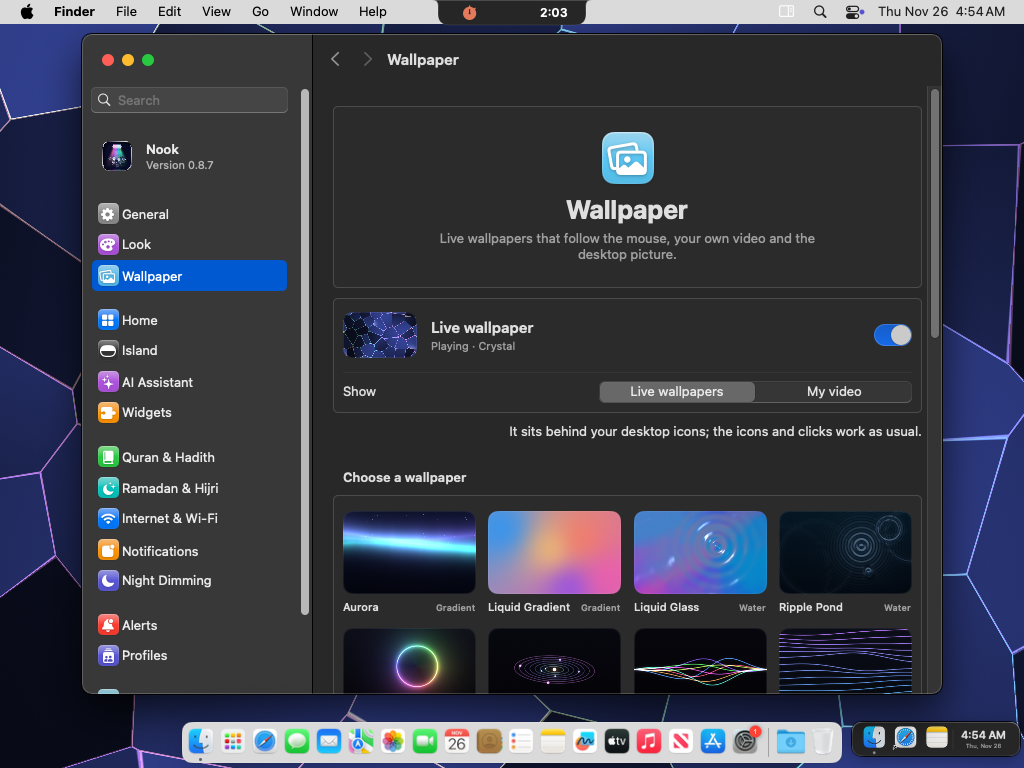 Finder File Edit View Go Window Help 2:03 Thu Nov 26 4:54 AM
Wallpaper
Search
Nook
Version 0.8.7
General
Look
Wallpaper
Home
Island
AI Assistant
Widgets
Quran & Hadith
Ramadan & Hijri
Internet & Wi-Fi
Notifications
Night Dimming
Alerts
Profiles
Wallpaper
Live wallpapers that follow the mouse, your own video and the
desktop picture.
Live wallpaper
Playing · Crystal
Show Live wallpapers My video
It sits behind your desktop icons; the icons and clicks work as usual.
Choose a wallpaper
Aurora Gradient Liquid Gradient Gradient Liquid Glass Water Ripple Pond Water
NOV
26
tv
1
4:54 AM
Thu, Nov 26